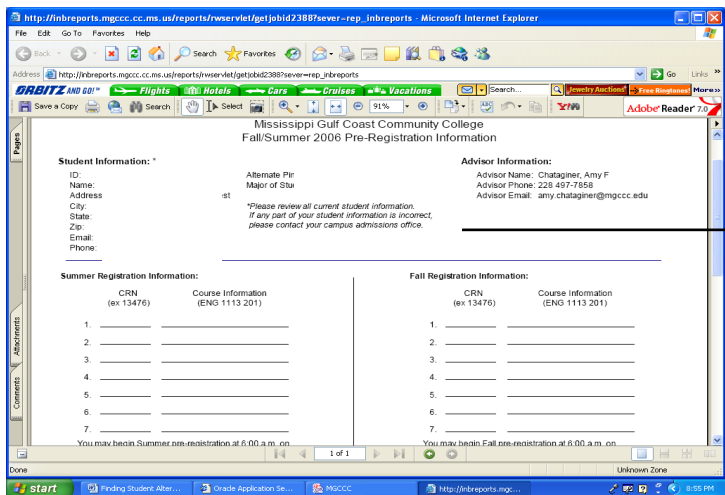 http://inbreports.mgccc.cc.ms.us/reports/rwservlet/getjobid2388?sever=rep_inbreports - Microsoft Internet Explorer
File Edit Go To Favorites Help
Back Search Favorites
Address http://inbreports.mgccc.cc.ms.us/reports/rwservlet/getjobid2388?sever=rep_inbreports Go Links »
ORBITZ AND GO!™ Flights Hotels Cars Cruises Vacations Search... Jewelry Auctions! Free Ringtones! More»
Save a Copy Search Select 91% Y! Adobe® Reader® 7.0
Pages
Attachments
Comments
Mississippi Gulf Coast Community College
Fall/Summer 2006 Pre-Registration Information
Student Information: * Advisor Information:
ID: Alternate Pin Advisor Name: Chataginer, Amy F
Name: Major of Stu Advisor Phone: 228 497-7858
Address st Advisor Email: amy.chataginer@mgccc.edu
City: *Please review all current student information.
State: If any part of your student information is incorrect,
Zip: please contact your campus admissions office.
Email:
Phone:
Summer Registration Information: Fall Registration Information:
CRN Course Information CRN Course Information
(ex 13476) (ENG 1113 201) (ex 13476) (ENG 1113 201)
1. 1.
2. 2.
3. 3.
4. 4.
5. 5.
6. 6.
7. 7.
You may begin Summer pre-registration at 6:00 a.m. on You may begin Fall pre-registration at 6:00 a.m. on
1 of 1
Done Unknown Zone
start Finding Student Alter... Oracle Application Se... MGCCC http://inbreports.mgc... 8:55 PM